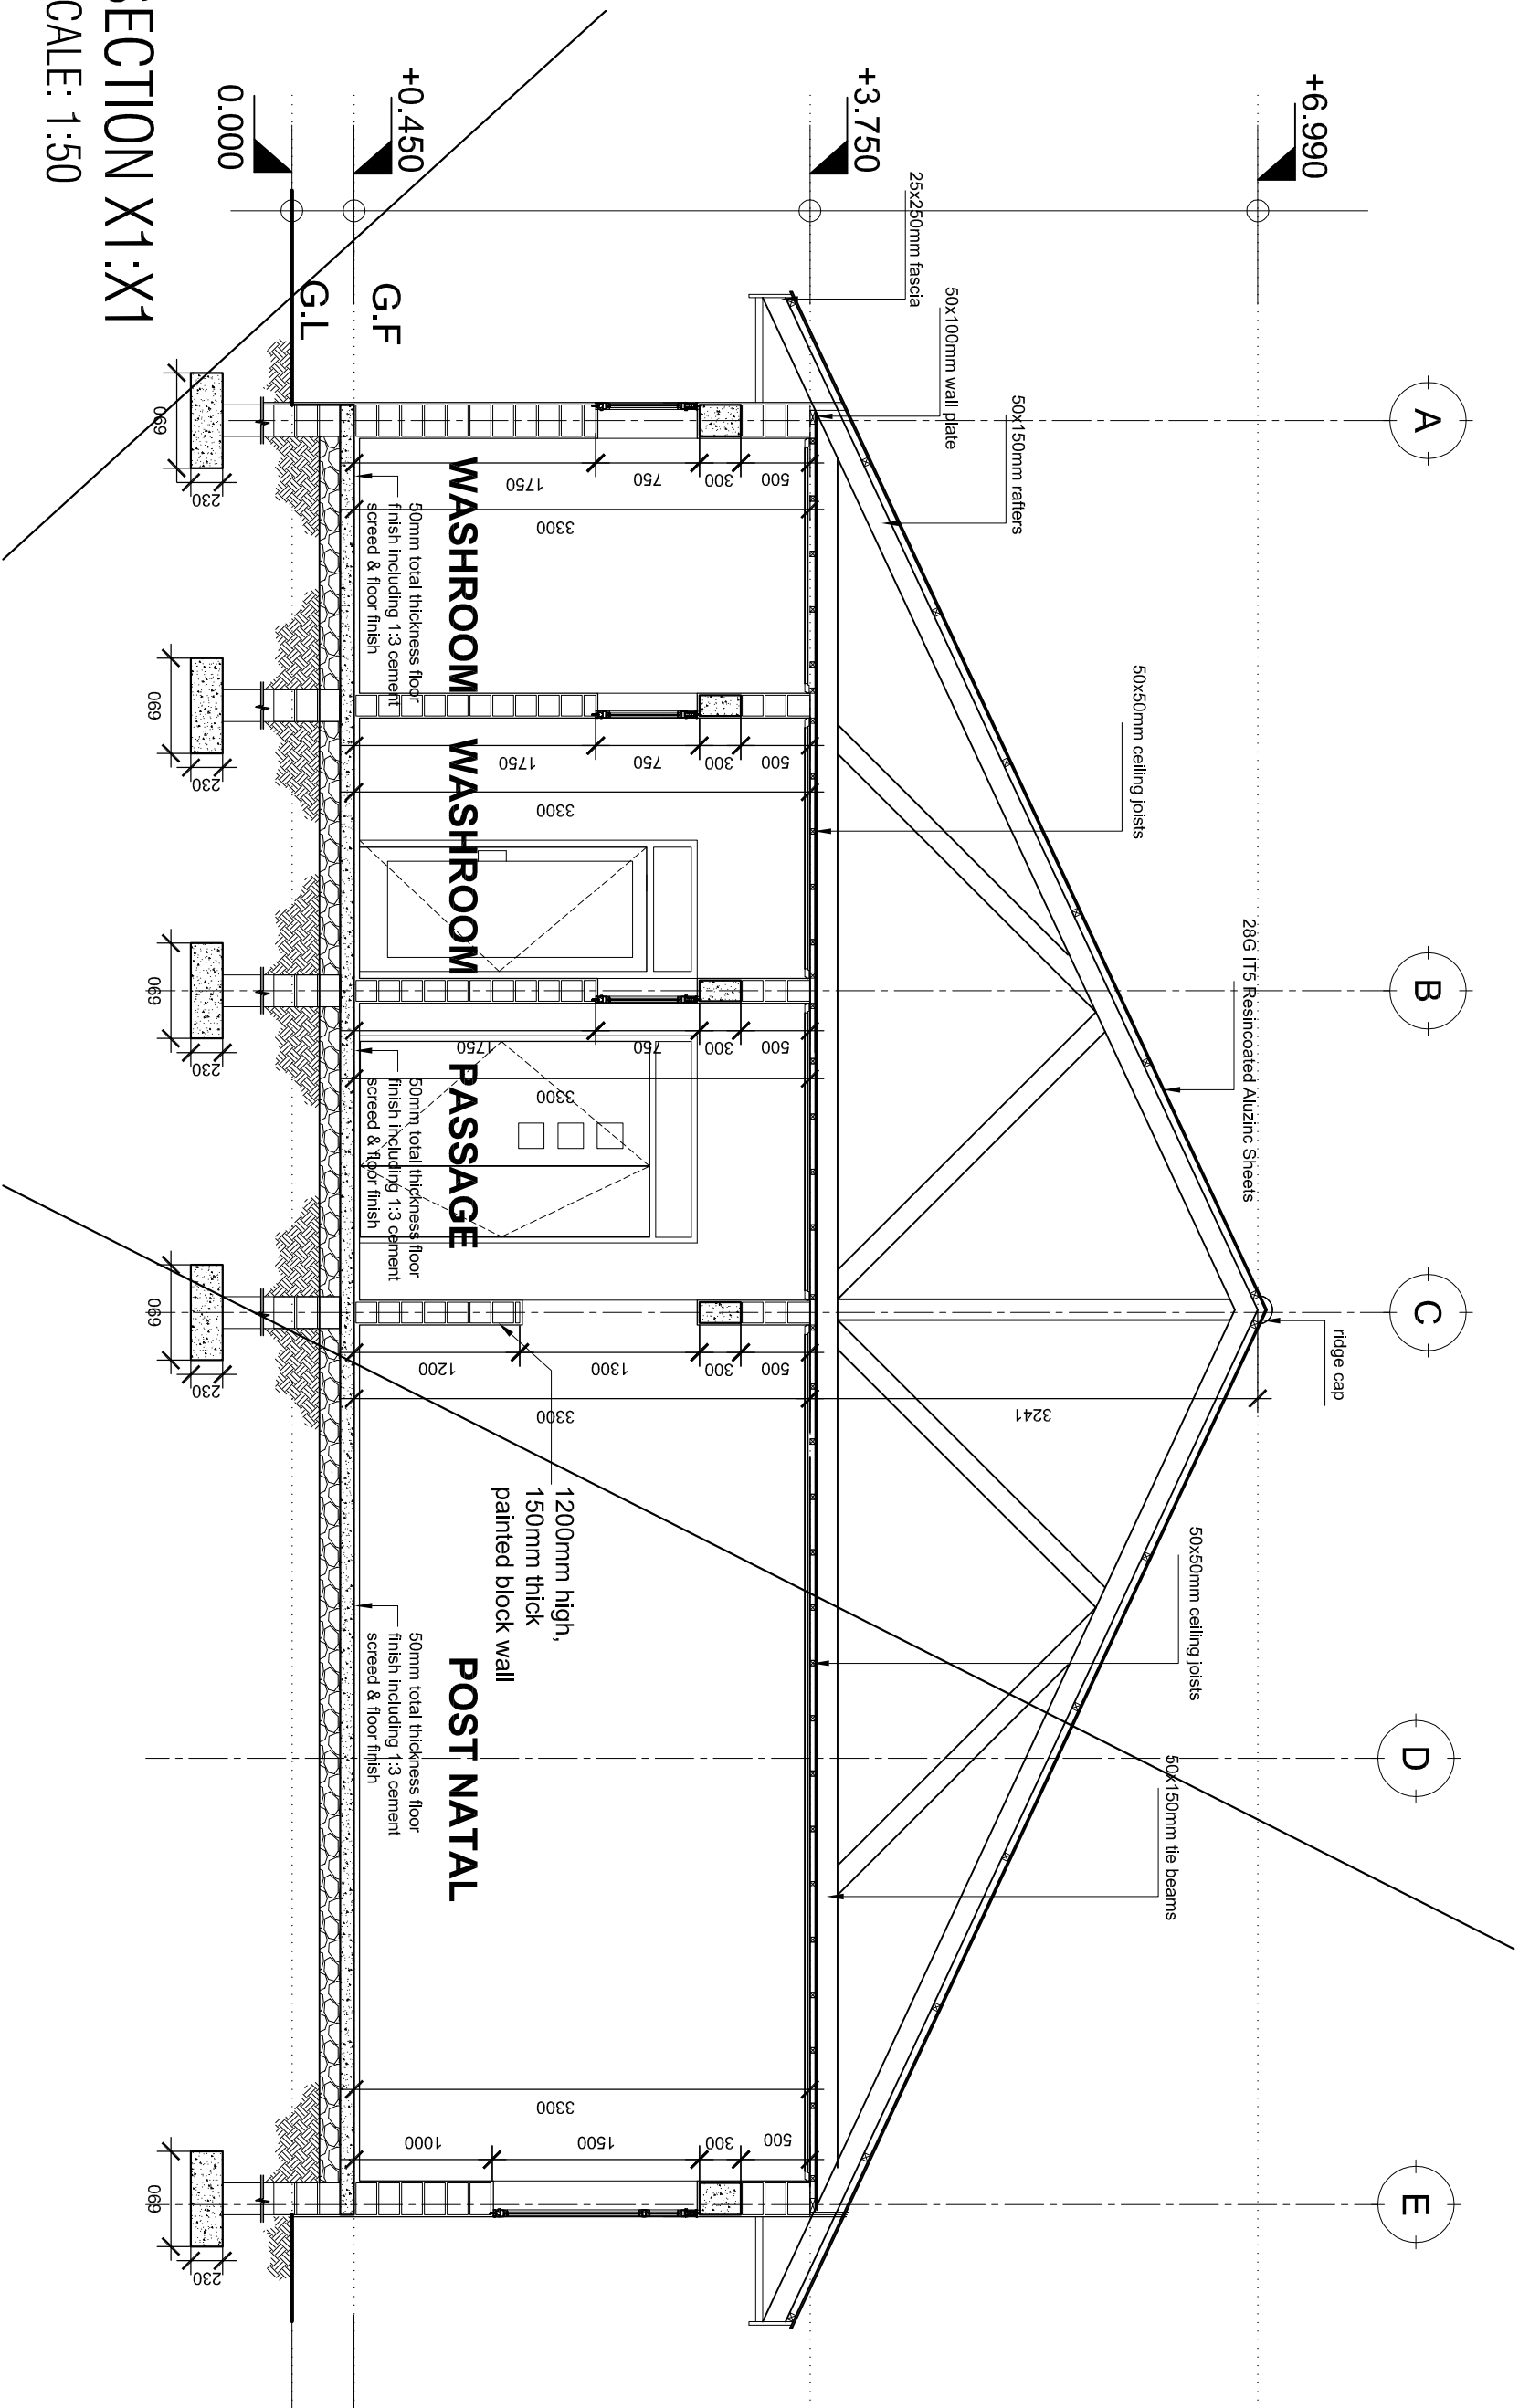 A
B
C
D
E
+6.990
+3.750
+0.450
0.000
G.F
G.L
25x250mm fascia
50x100mm wall plate
50x150mm rafters
50x50mm ceiling joists
28G IT5 Resincoated Aluzinc Sheets
ridge cap
50x50mm ceiling joists
50x150mm tie beams
3241
500
300
750
1750
3300
500
300
750
1750
3300
500
300
750
1750
3300
500
300
1300
1200
3300
500
300
1500
1000
3300
WASHROOM
WASHROOM
PASSAGE
POST NATAL
1200mm high,
150mm thick
painted block wall
50mm total thickness floor
finish including 1:3 cement
screed & floor finish
50mm total thickness floor
finish including 1:3 cement
screed & floor finish
50mm total thickness floor
finish including 1:3 cement
screed & floor finish
690
230
690
230
690
230
690
230
690
230
SECTION X1:X1
CALE: 1:50